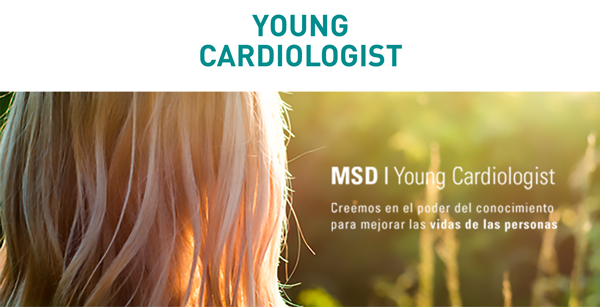 YOUNG
CARDIOLOGIST
MSD | Young Cardiologist
Creemos en el poder del conocimiento
para mejorar las vidas de las personas